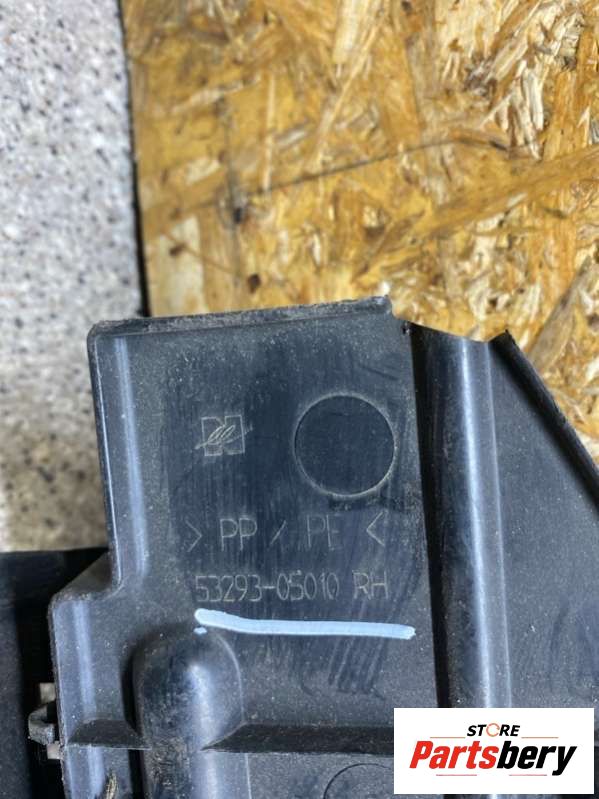 > PP / PE <
53293-05010 RH
STORE
Partsbery